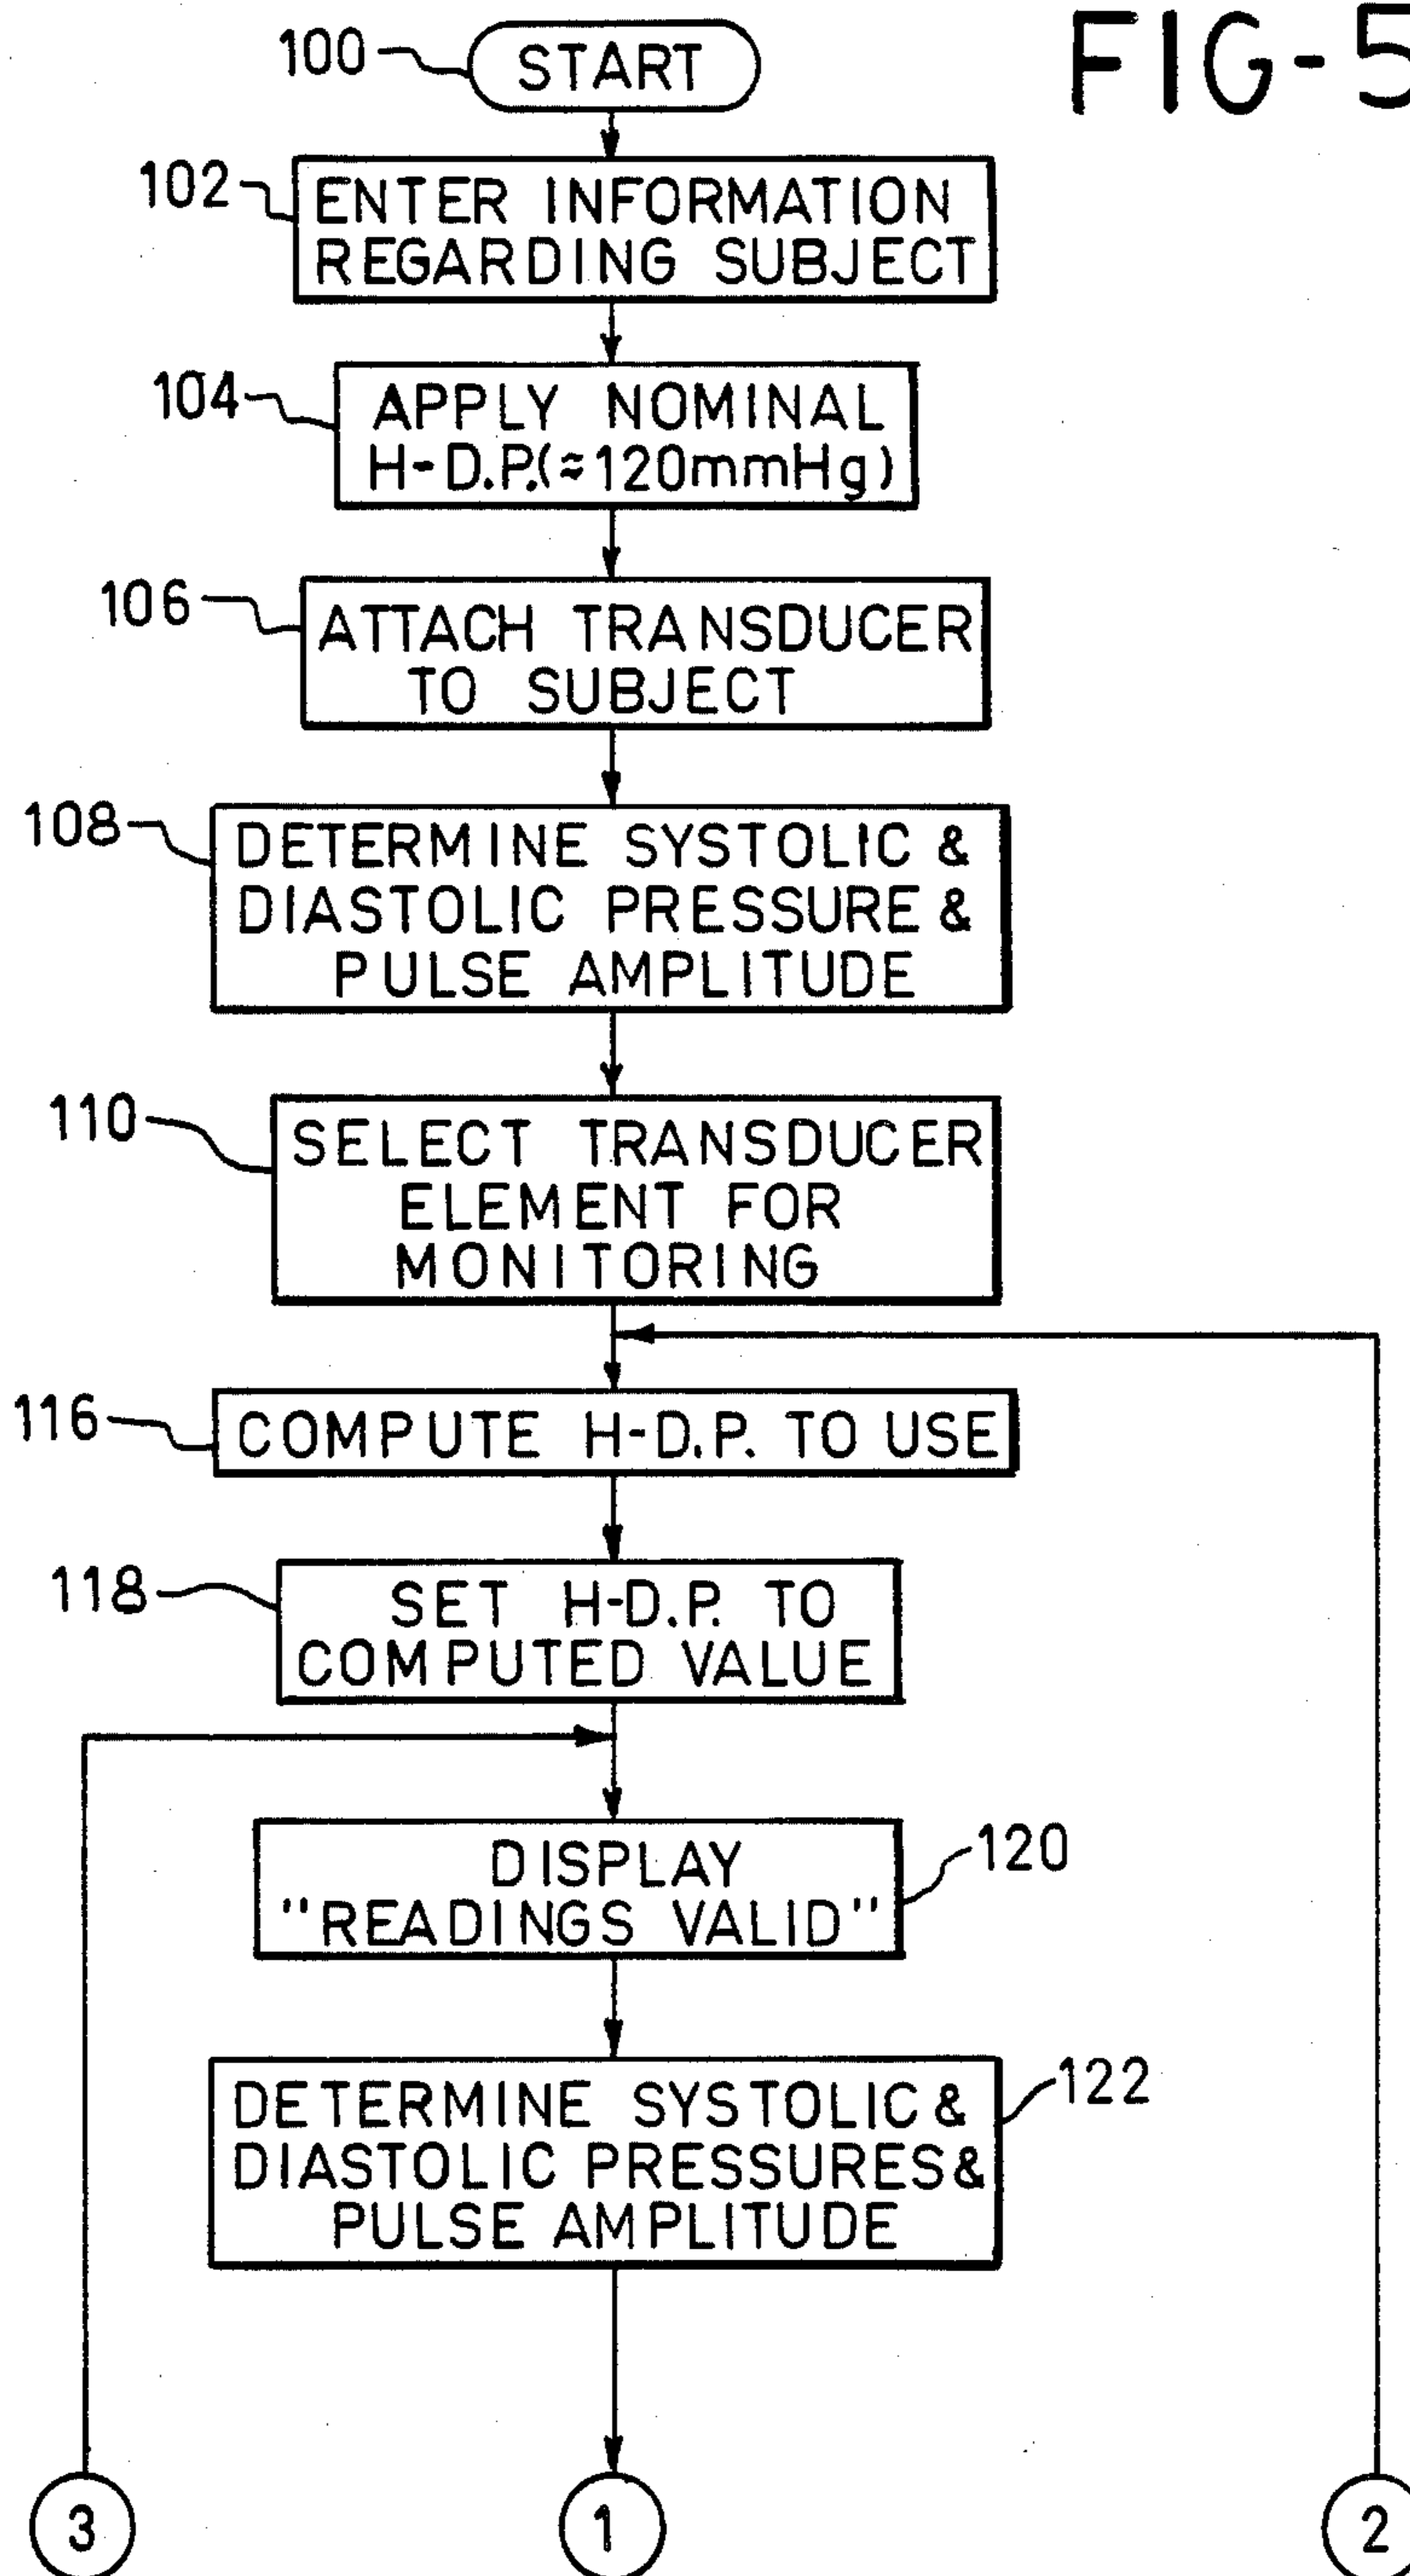 FIG-5
100 START
102 ENTER INFORMATION
REGARDING SUBJECT
104 APPLY NOMINAL
H-D.P.(≈120mmHg)
106 ATTACH TRANSDUCER
TO SUBJECT
108 DETERMINE SYSTOLIC &
DIASTOLIC PRESSURE &
PULSE AMPLITUDE
110 SELECT TRANSDUCER
ELEMENT FOR
MONITORING
116 COMPUTE H-D.P. TO USE
118 SET H-D.P. TO
COMPUTED VALUE
DISPLAY 120
"READINGS VALID"
DETERMINE SYSTOLIC & 122
DIASTOLIC PRESSURES &
PULSE AMPLITUDE
3 1 2